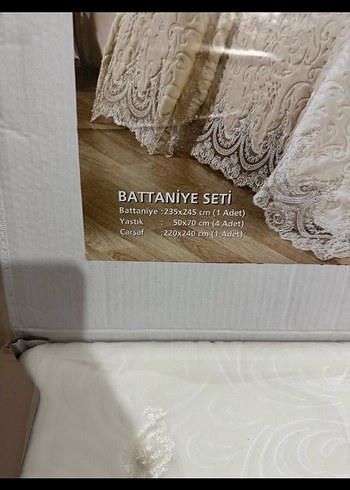 BATTANİYE SETİ
Battaniye :235x245 cm (1 Adet)
Yastık : 50x70 cm (4 Adet)
Çarşaf :220x240 cm (1 Adet)